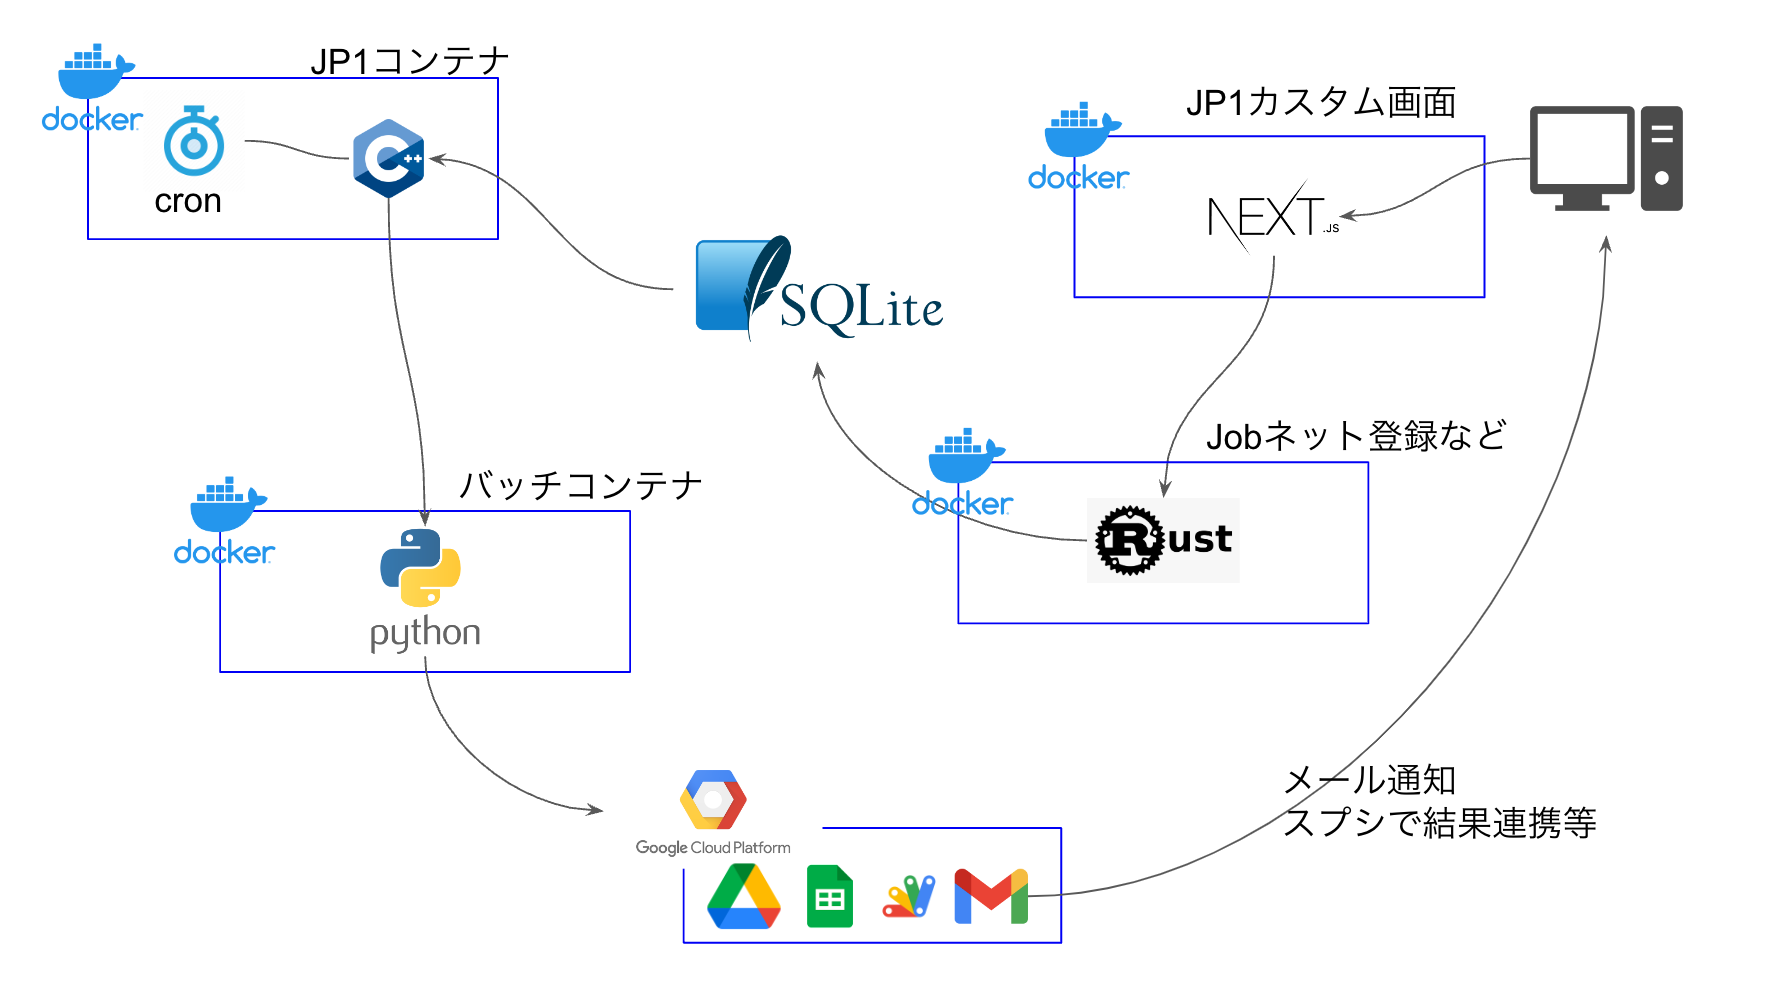 JP1コンテナ
docker
cron
C++
JP1カスタム画面
docker
NEXT.JS
SQLite
Jobネット登録など
docker
Rust
バッチコンテナ
docker
python
メール通知
スプシで結果連携等
Google Cloud Platform